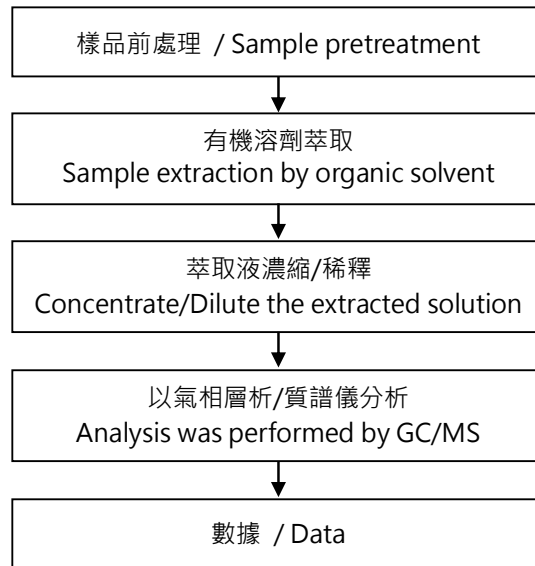 樣品前處理 / Sample pretreatment
有機溶劑萃取
Sample extraction by organic solvent
萃取液濃縮/稀釋
Concentrate/Dilute the extracted solution
以氣相層析/質譜儀分析
Analysis was performed by GC/MS
數據 / Data